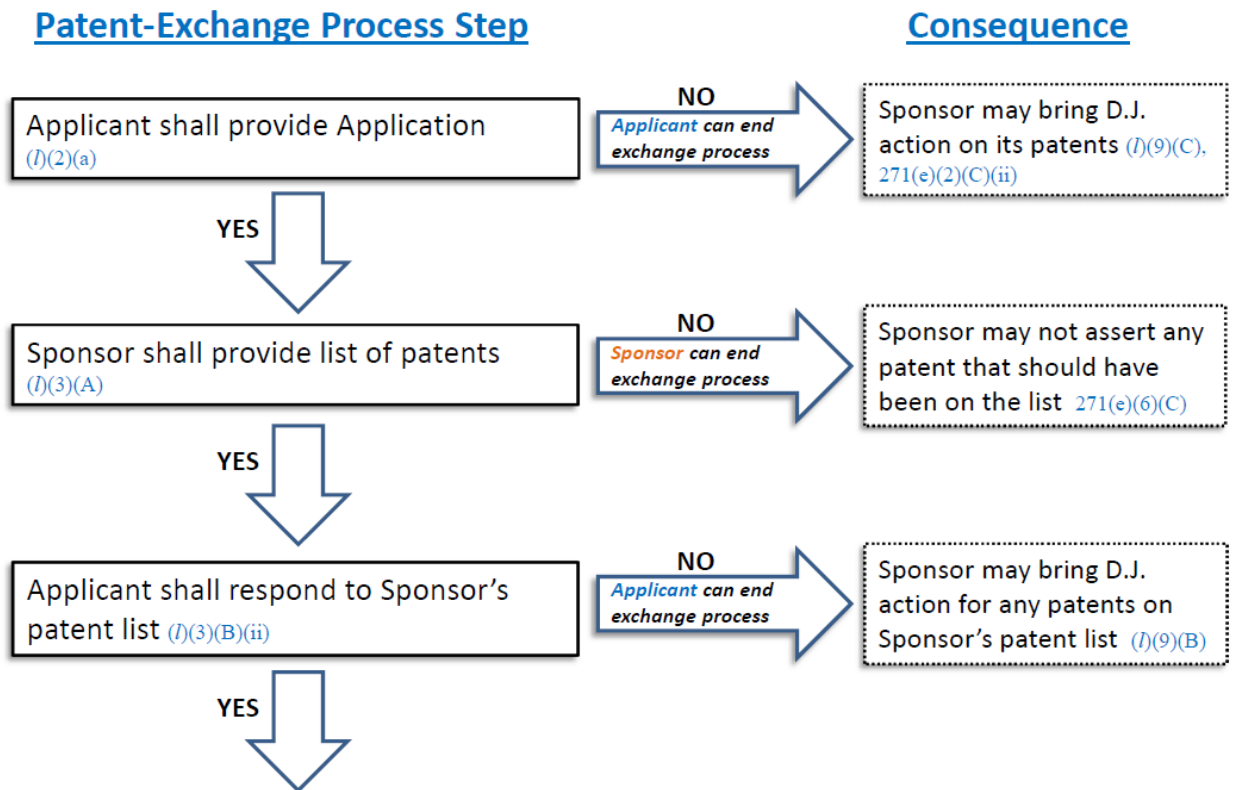 Patent-Exchange Process Step
Consequence
Applicant shall provide Application
(l)(2)(a)
NO
Applicant can end
exchange process
Sponsor may bring D.J.
action on its patents (l)(9)(C),
271(e)(2)(C)(ii)
YES
Sponsor shall provide list of patents
(l)(3)(A)
NO
Sponsor can end
exchange process
Sponsor may not assert any
patent that should have
been on the list 271(e)(6)(C)
YES
Applicant shall respond to Sponsor’s
patent list (l)(3)(B)(ii)
NO
Applicant can end
exchange process
Sponsor may bring D.J.
action for any patents on
Sponsor’s patent list (l)(9)(B)
YES